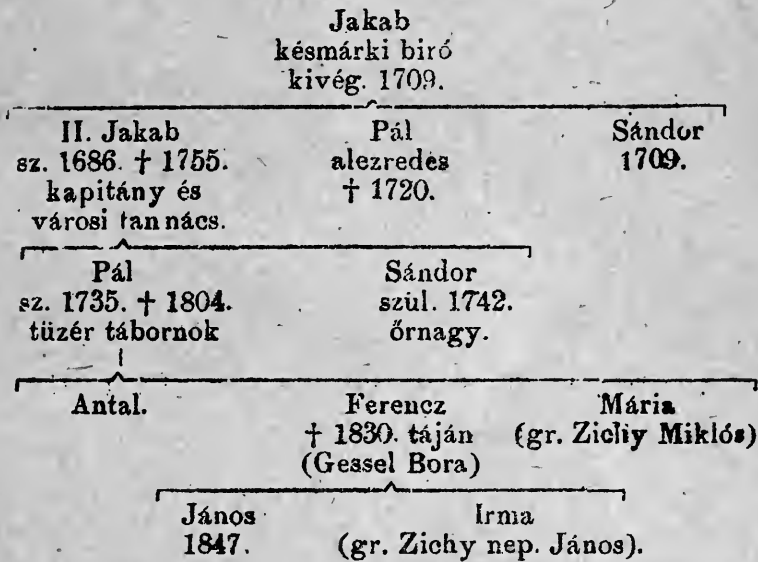 Jakab
késmárki biró
kivég. 1709.
II. Jakab Pál Sándor
sz. 1686. † 1755. alezredes 1709.
kapitány és † 1720.
városi tannács.
Pál Sándor
sz. 1735. † 1804. szül. 1742.
tüzér tábornok őrnagy.
Antal. Ferencz Mária
† 1830. táján (gr. Zichy Miklós)
(Gessel Bora)
János Irma
1847. (gr. Zichy nep. János).